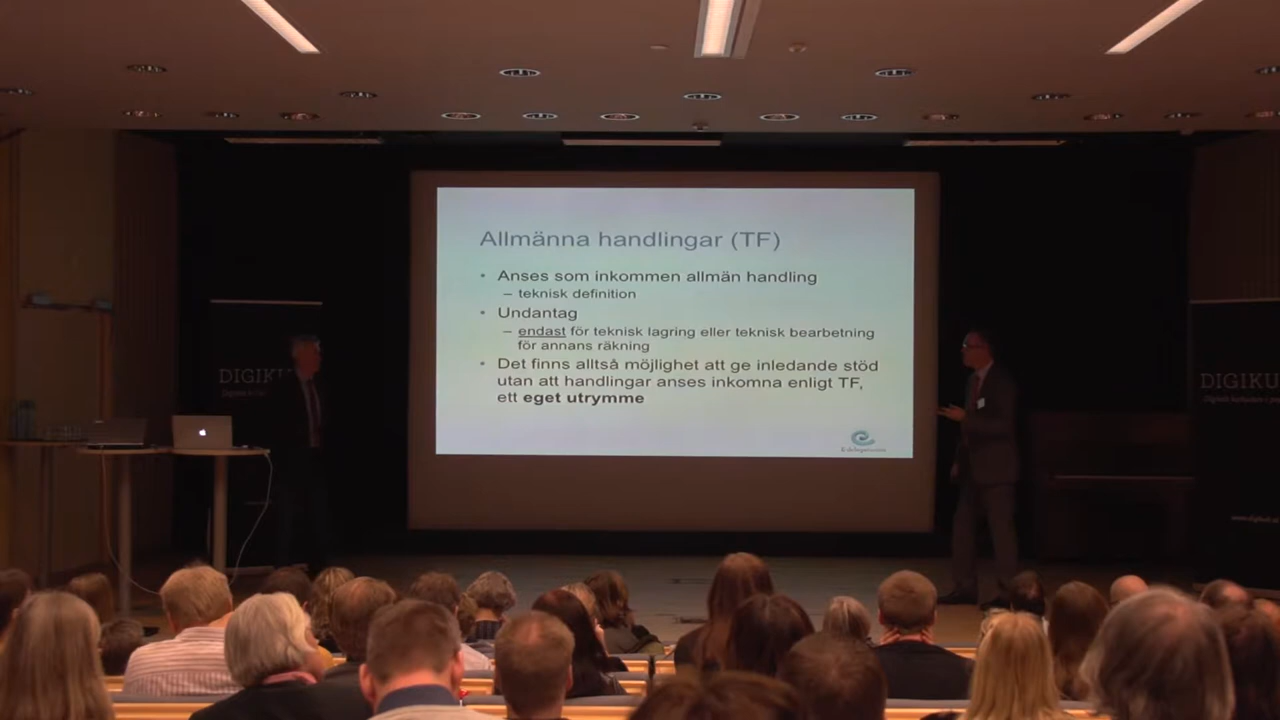 Allmänna handlingar (TF)
• Anses som inkommen allmän handling
– teknisk definition
• Undantag
– endast för teknisk lagring eller teknisk bearbetning
för annans räkning
• Det finns alltså möjlighet att ge inledande stöd
utan att handlingar anses inkomna enligt TF,
ett eget utrymme
DIGIKU
DIGIKU